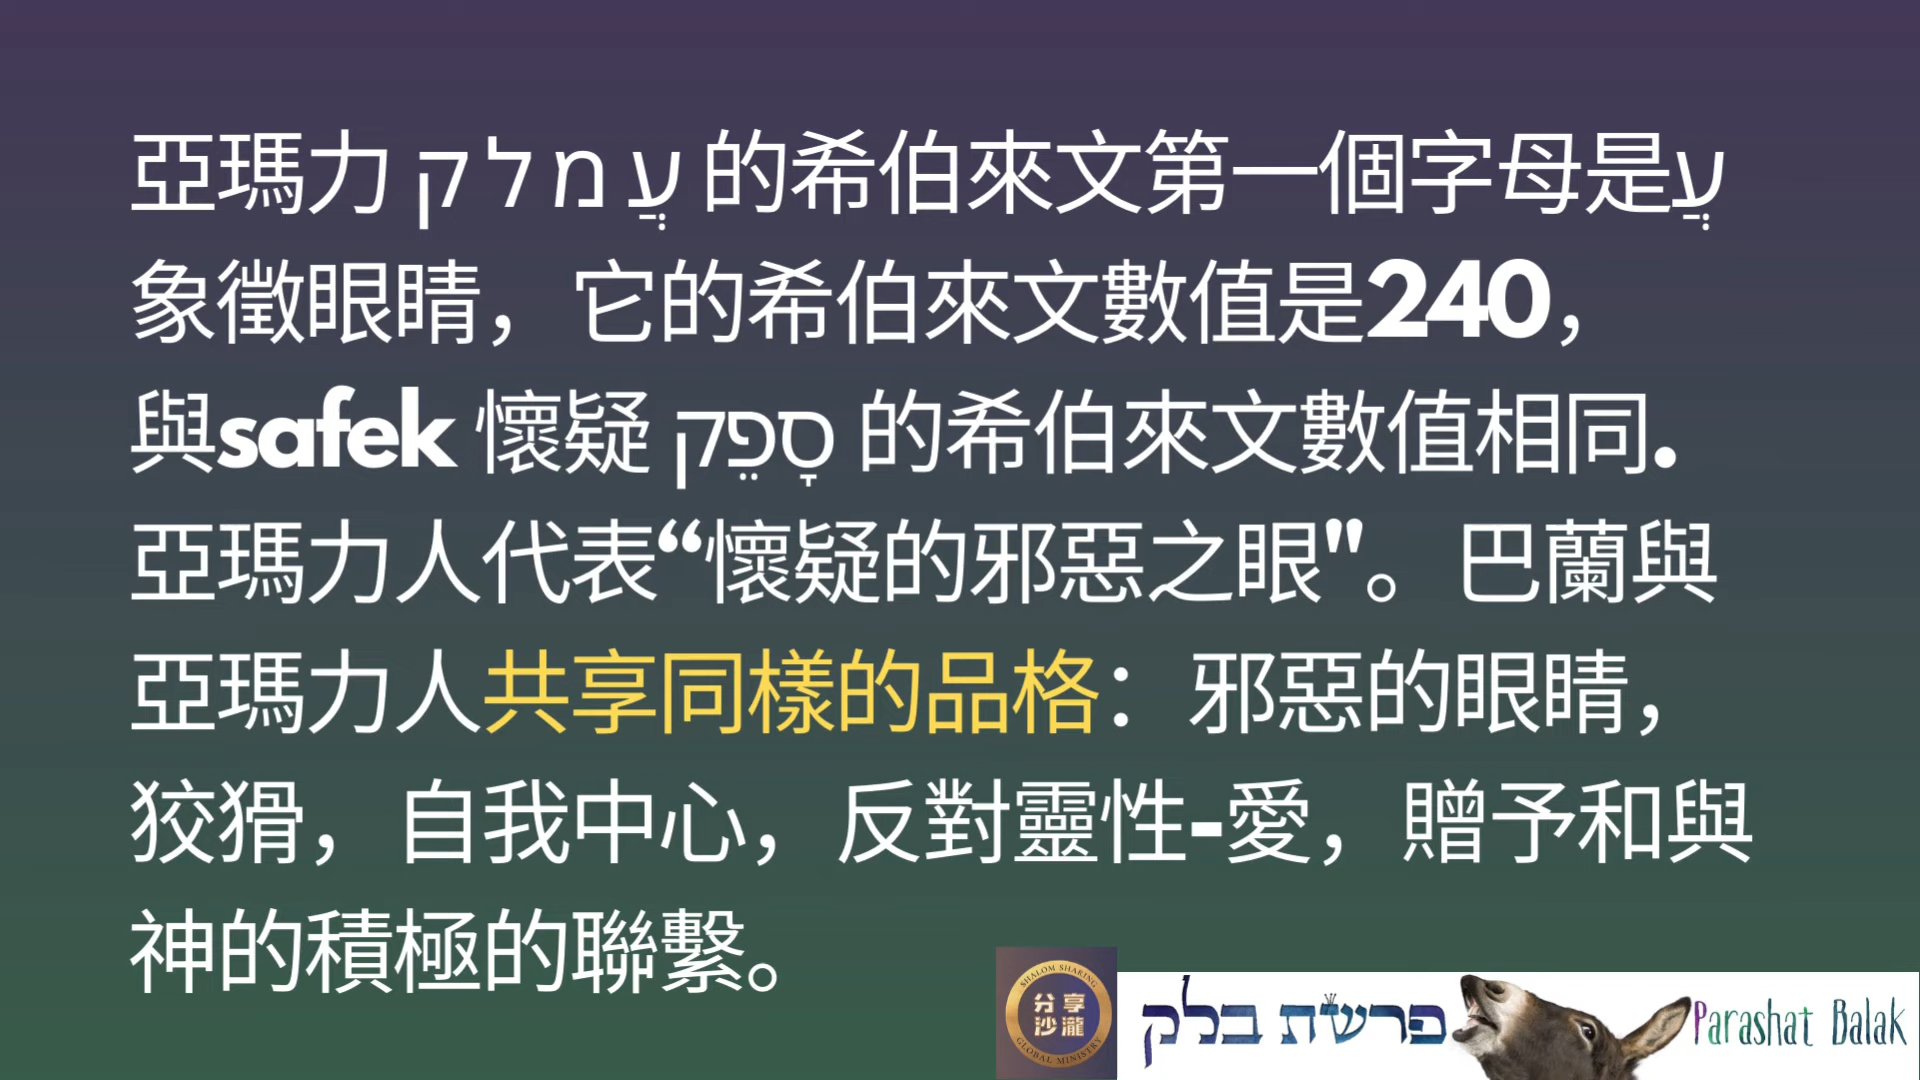 亞瑪力 עֲ מ ל ק 的希伯來文第一個字母是עֲ
象徵眼睛，它的希伯來文數值是240，
與safek 懷疑 סָפֵק 的希伯來文數值相同.
亞瑪力人代表“懷疑的邪惡之眼"。巴蘭與
亞瑪力人共享同樣的品格：邪惡的眼睛，
狡猾，自我中心，反對靈性-愛，贈予和與
神的積極的聯繫。
SHALOM SHARING
分享
沙瀧
GLOBAL MINISTRY
פרשת בלק
Parashat Balak